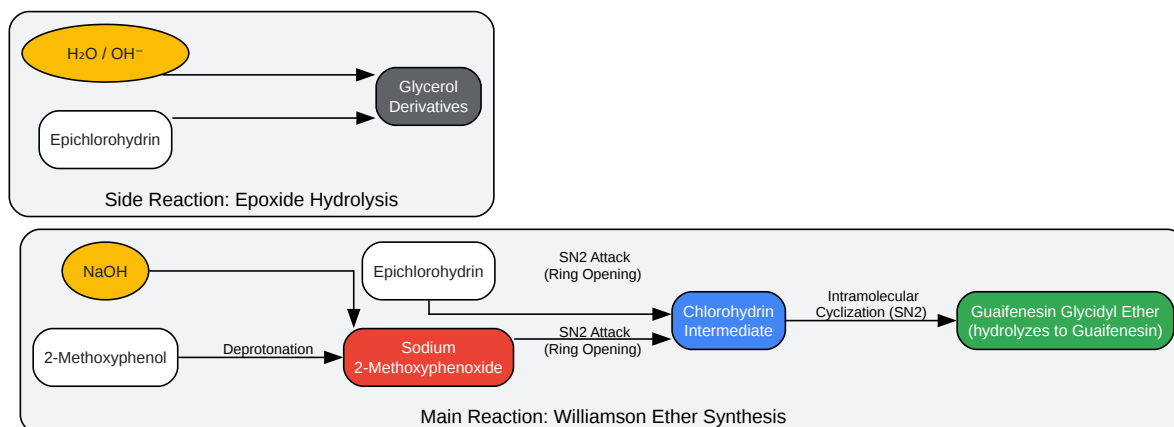 H₂O / OH⁻
Glycerol
Derivatives
Epichlorohydrin
Side Reaction: Epoxide Hydrolysis
NaOH
Epichlorohydrin
SN2 Attack
(Ring Opening)
Chlorohydrin
Intermediate
Intramolecular
Cyclization (SN2)
Guaifenesin Glycidyl Ether
(hydrolyzes to Guaifenesin)
2-Methoxyphenol
Deprotonation
Sodium
2-Methoxyphenoxide
SN2 Attack
(Ring Opening)
Main Reaction: Williamson Ether Synthesis